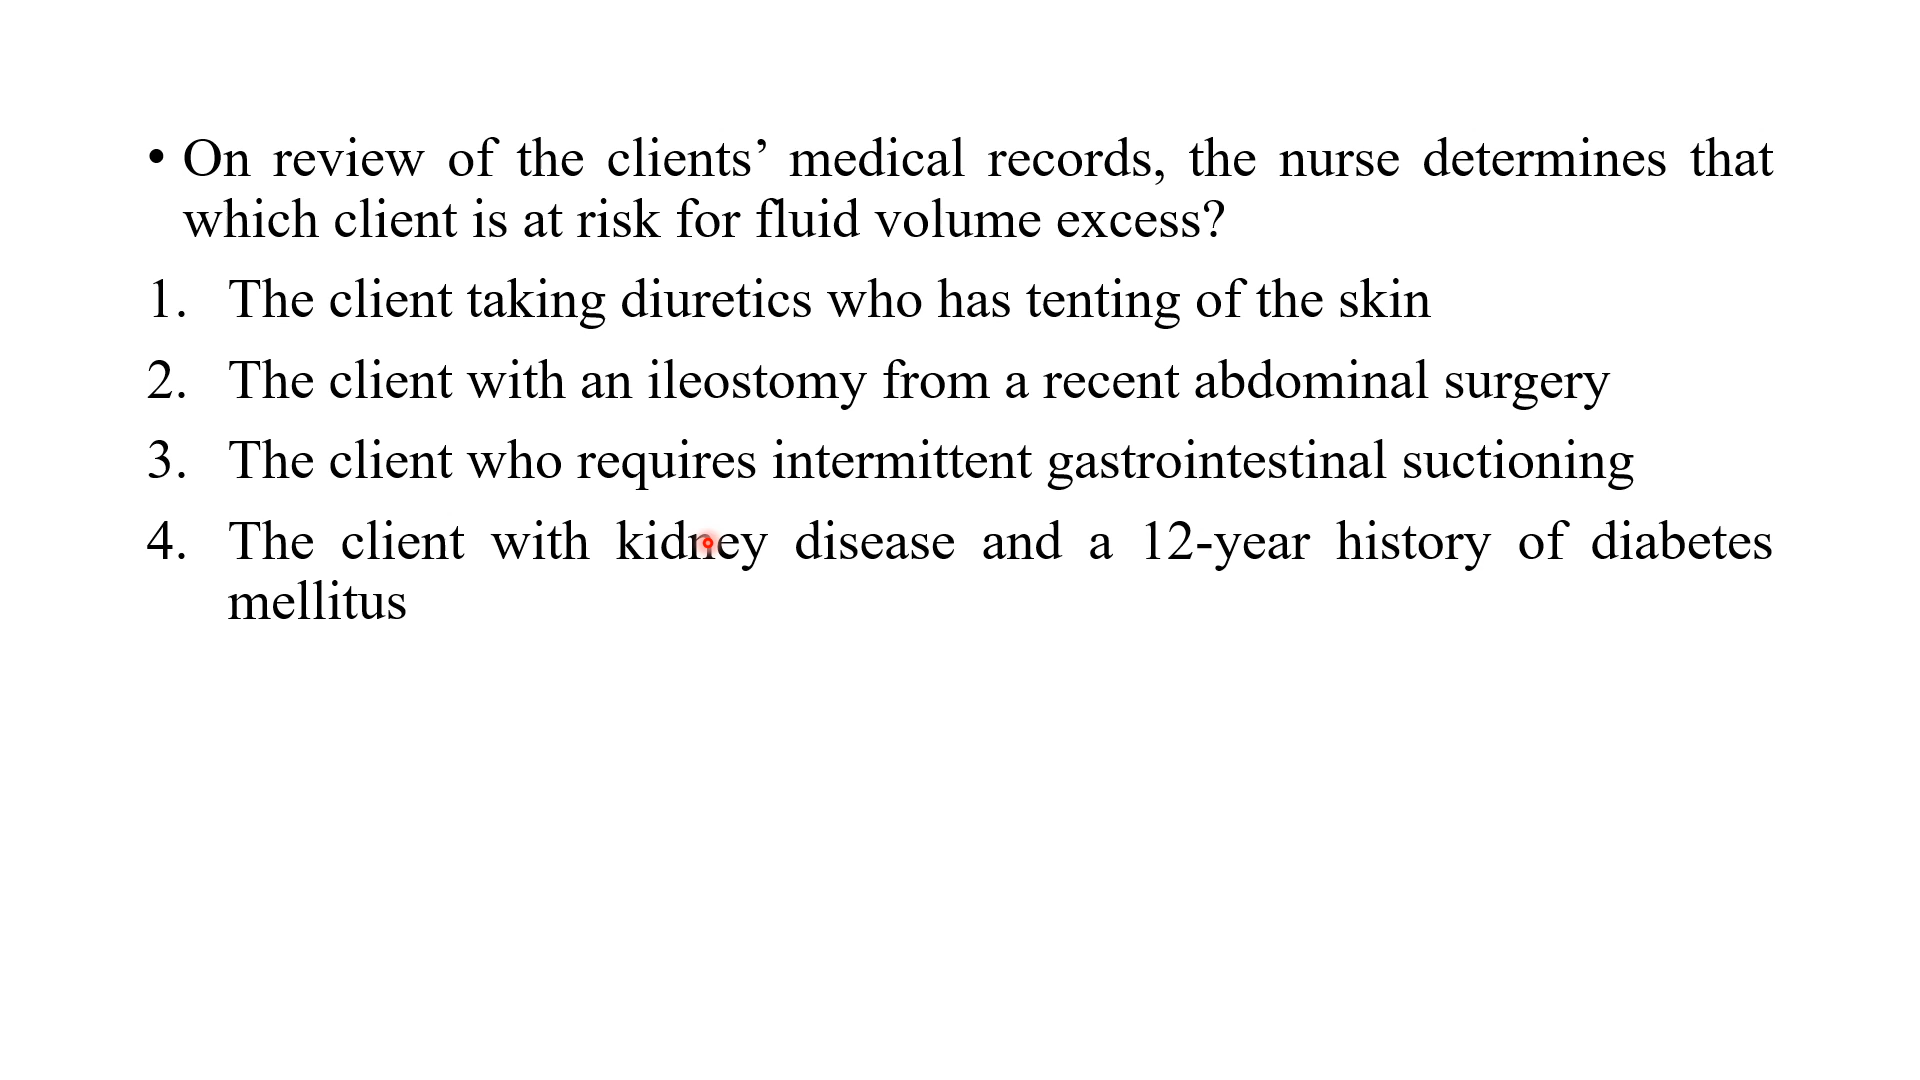 • On review of the clients’ medical records, the nurse determines that
which client is at risk for fluid volume excess?
1. The client taking diuretics who has tenting of the skin
2. The client with an ileostomy from a recent abdominal surgery
3. The client who requires intermittent gastrointestinal suctioning
4. The client with kidney disease and a 12-year history of diabetes
mellitus